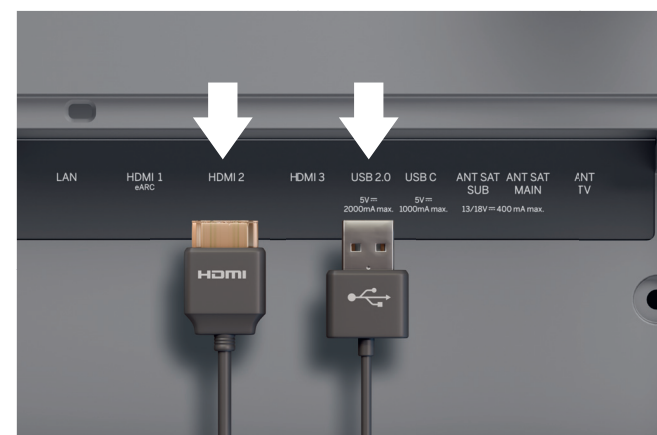 LAN
HDMI 1
eARC
HDMI 2
HDMI 3
USB 2.0
5V⎓
2000mA max.
USB C
5V⎓
1000mA max.
ANT SAT
SUB
ANT SAT
MAIN
13/18V⎓400 mA max.
ANT
TV
HDMI